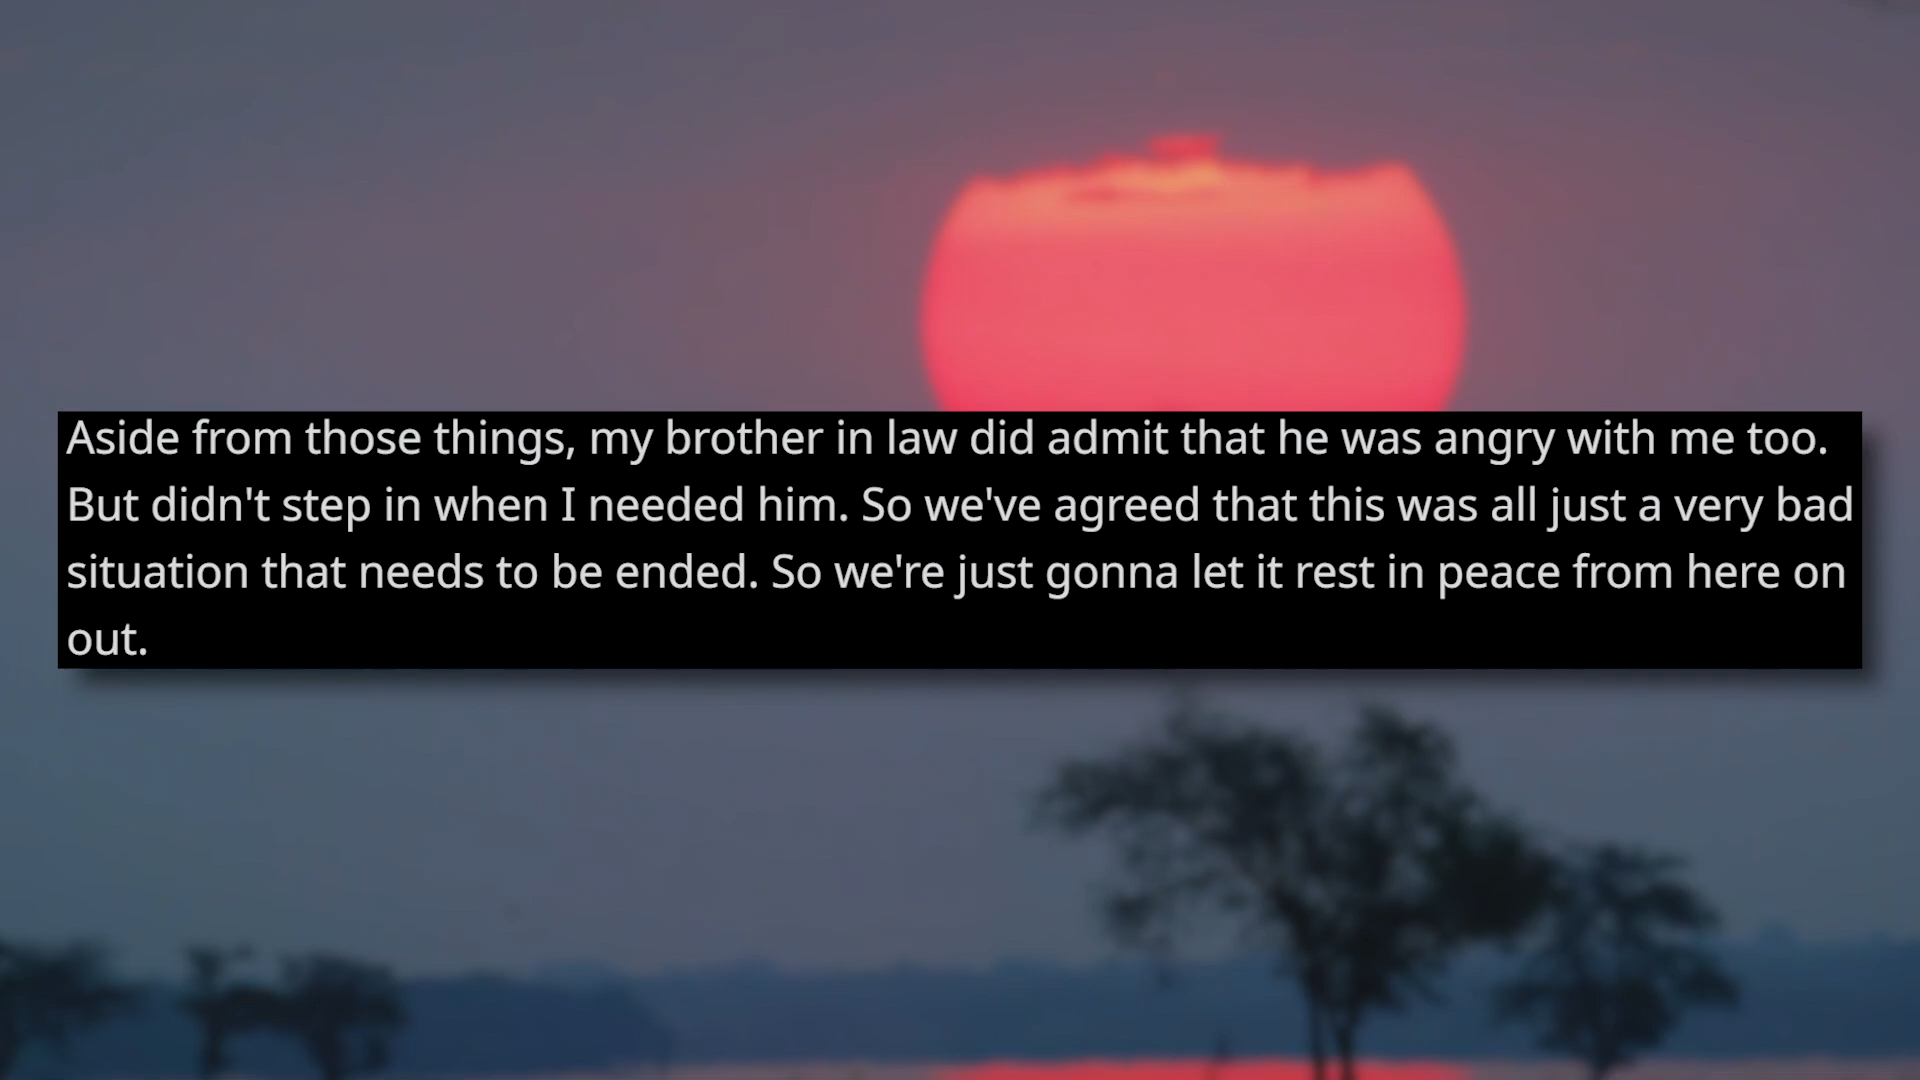 Aside from those things, my brother in law did admit that he was angry with me too.
But didn't step in when I needed him. So we've agreed that this was all just a very bad
situation that needs to be ended. So we're just gonna let it rest in peace from here on
out.